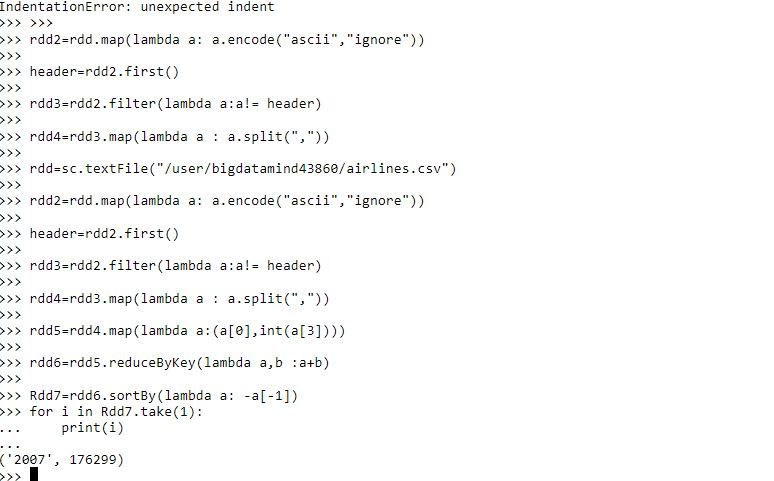 IndentationError: unexpected indent
>>> >>>
>>> rdd2=rdd.map(lambda a: a.encode("ascii","ignore"))
>>>
>>> header=rdd2.first()
>>>
>>> rdd3=rdd2.filter(lambda a:a!= header)
>>>
>>> rdd4=rdd3.map(lambda a : a.split(","))
>>>
>>> rdd=sc.textFile("/user/bigdatamind43860/airlines.csv")
>>>
>>> rdd2=rdd.map(lambda a: a.encode("ascii","ignore"))
>>>
>>> header=rdd2.first()
>>>
>>> rdd3=rdd2.filter(lambda a:a!= header)
>>>
>>> rdd4=rdd3.map(lambda a : a.split(","))
>>>
>>> rdd5=rdd4.map(lambda a:(a[0],int(a[3])))
>>>
>>> rdd6=rdd5.reduceByKey(lambda a,b :a+b)
>>>
>>> Rdd7=rdd6.sortBy(lambda a: -a[-1])
>>> for i in Rdd7.take(1):
...     print(i)
...
('2007', 176299)
>>>